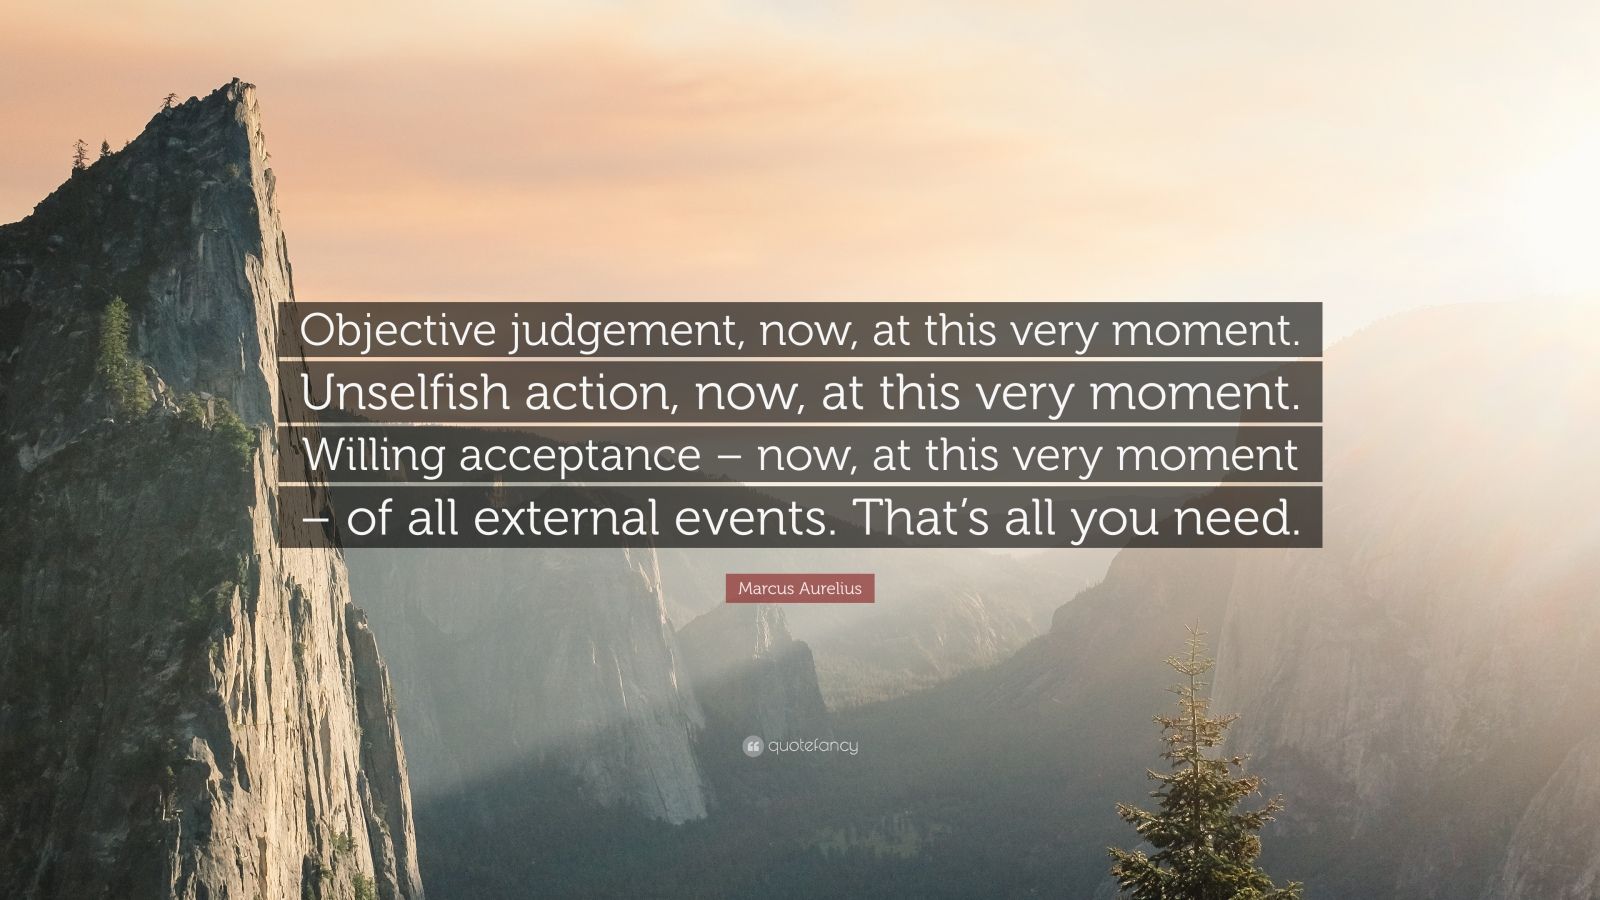 Objective judgement, now, at this very moment.
Unselfish action, now, at this very moment.
Willing acceptance – now, at this very moment
– of all external events. That’s all you need.
Marcus Aurelius
quotefancy